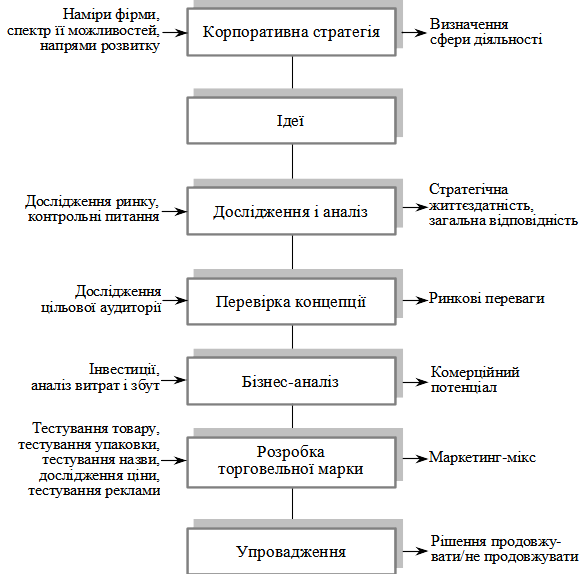 Наміри фірми,
спектр її можливостей,
напрями розвитку
Корпоративна стратегія
Визначення
сфери діяльності
Ідеї
Дослідження ринку,
контрольні питання
Дослідження і аналіз
Стратегічна
життєздатність,
загальна відповідність
Дослідження
цільової аудиторії
Перевірка концепції
Ринкові переваги
Інвестиції,
аналіз витрат і збут
Бізнес-аналіз
Комерційний
потенціал
Тестування товару,
тестування упаковки,
тестування назви,
дослідження ціни,
тестування реклами
Розробка
торговельної марки
Маркетинг-мікс
Упровадження
Рішення продовжу-
вати/не продовжувати